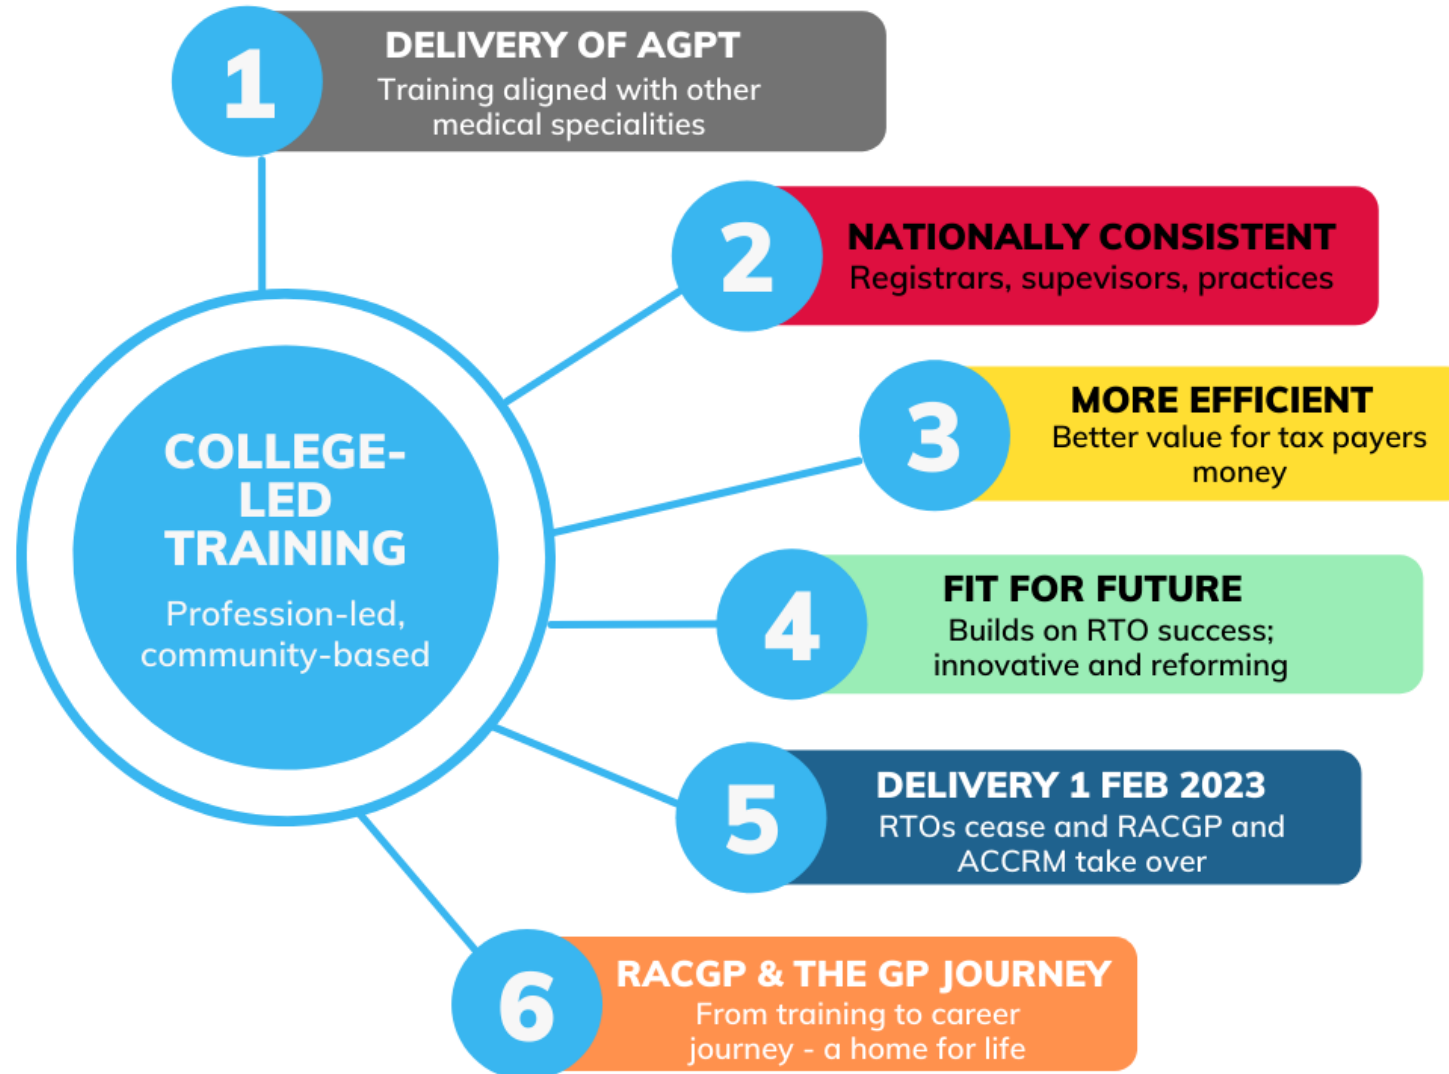 1
DELIVERY OF AGPT
Training aligned with other
medical specialities
2
NATIONALLY CONSISTENT
Registrars, supevisors, practices
3
MORE EFFICIENT
Better value for tax payers
money
COLLEGE-
LED
TRAINING
Profession-led,
community-based
4
FIT FOR FUTURE
Builds on RTO success;
innovative and reforming
5
DELIVERY 1 FEB 2023
RTOs cease and RACGP and
ACCRM take over
6
RACGP & THE GP JOURNEY
From training to career
journey - a home for life